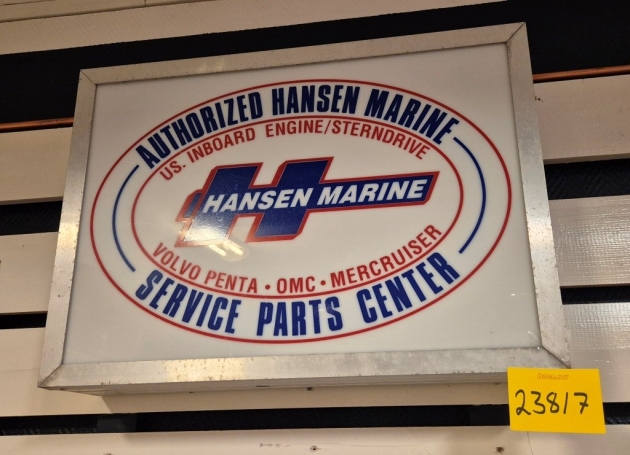 AUTHORIZED HANSEN MARINE
US. INBOARD ENGINE/STERNDRIVE
HANSEN MARINE
VOLVO PENTA • OMC • MERCRUISER
SERVICE PARTS CENTER
23817